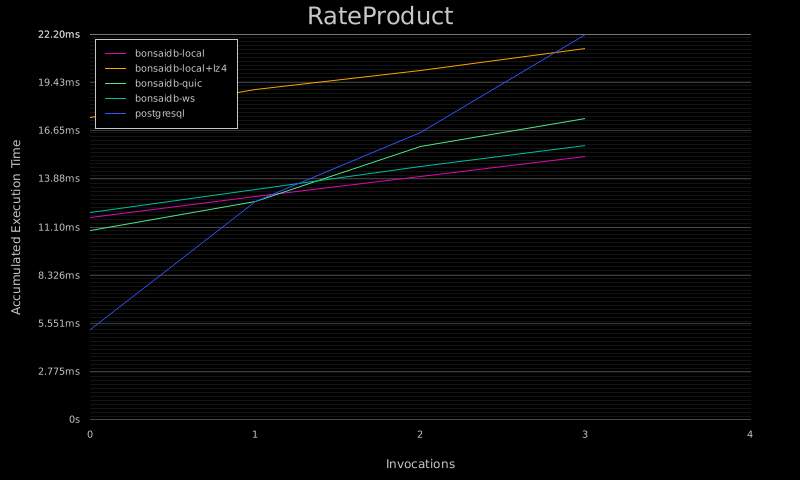 RateProduct
22.20ms
bonsaidb-local
bonsaidb-local+lz4
bonsaidb-quic
bonsaidb-ws
postgresql
19.43ms
16.65ms
13.88ms
11.10ms
8.326ms
5.551ms
2.775ms
0s
Accumulated Execution Time
0 1 2 3 4
Invocations